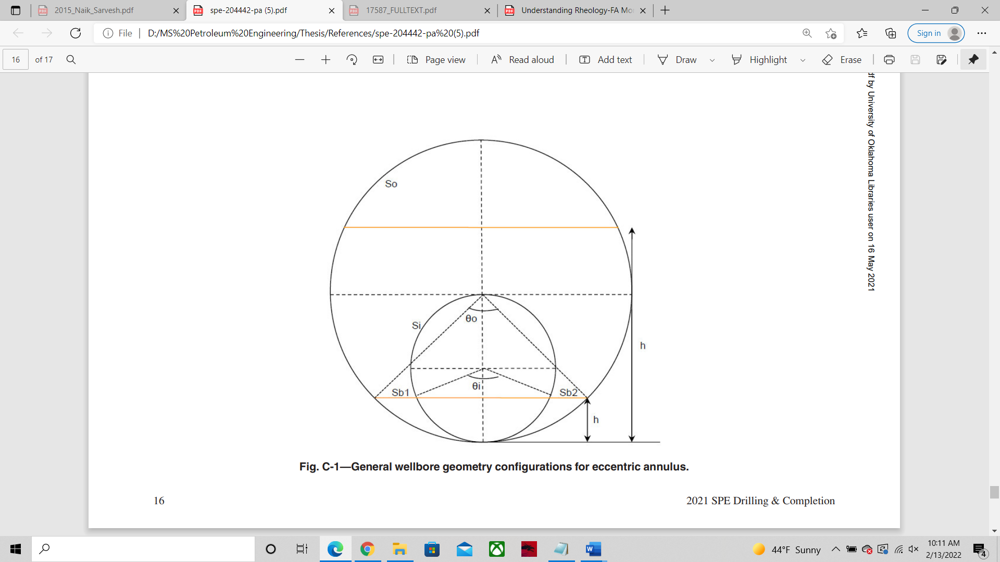 2015_Naik_Sarvesh.pdf
spe-204442-pa (5).pdf
17587_FULLTEXT.pdf
Understanding Rheology-FA Mo
File
D:/MS%20Petroleum%20Engineering/Thesis/References/spe-204442-pa%20(5).pdf
Sign in
16
of 17
Page view
Read aloud
Add text
Draw
Highlight
Erase
df by University of Oklahoma Libraries user on 16 May 2021
So
θo
Si
h
θi
Sb1
Sb2
h
Fig. C-1—General wellbore geometry configurations for eccentric annulus.
16
2021 SPE Drilling & Completion
44°F Sunny
10:11 AM
2/13/2022
4